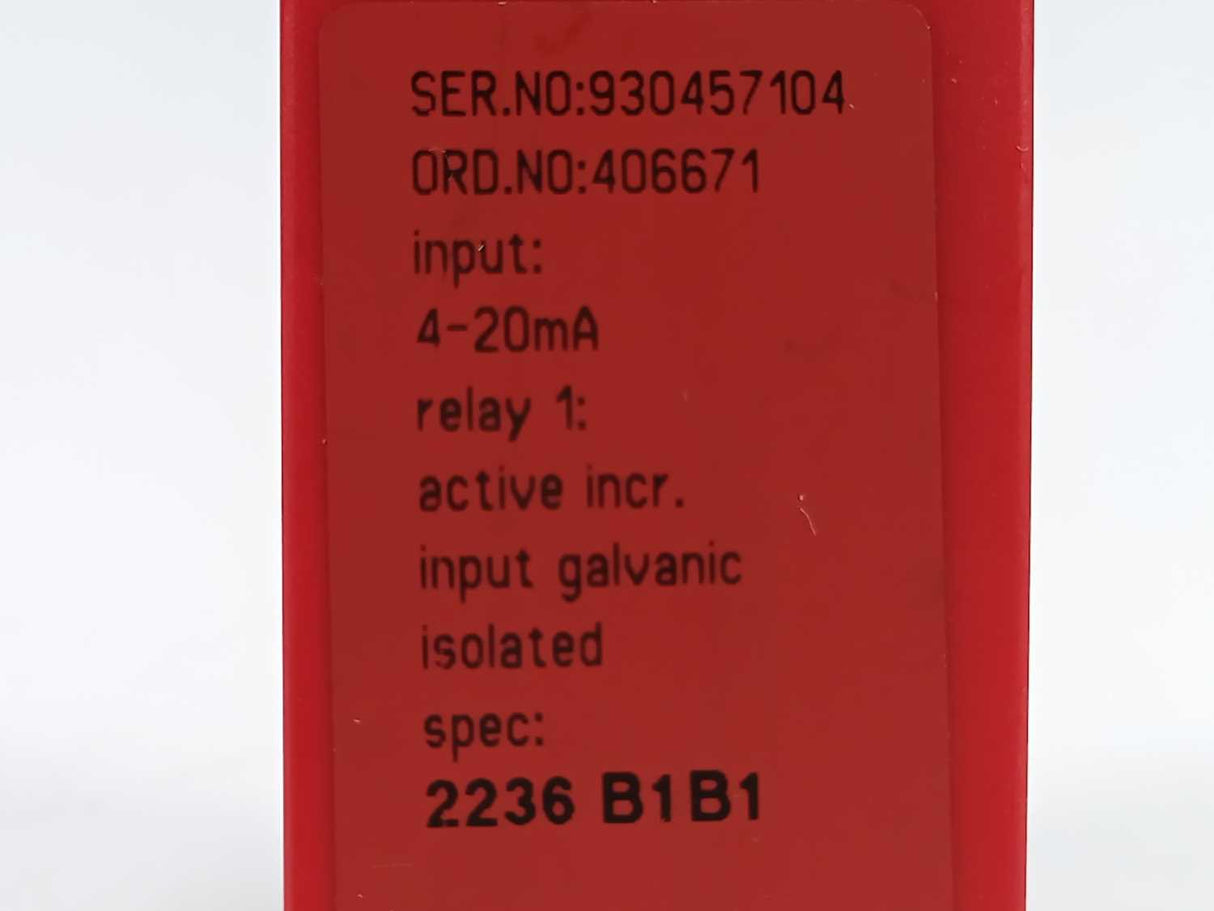 SER.NO:930457104
ORD.NO:406671
input:
4-20mA
relay 1:
active incr.
input galvanic
isolated
spec:
2236 B1B1